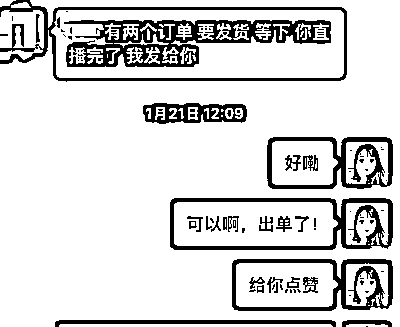 有两个订单 要发货 等下 你直
播完了 我发给你
1月21日 12:09
好嘞
可以啊，出单了！
给你点赞